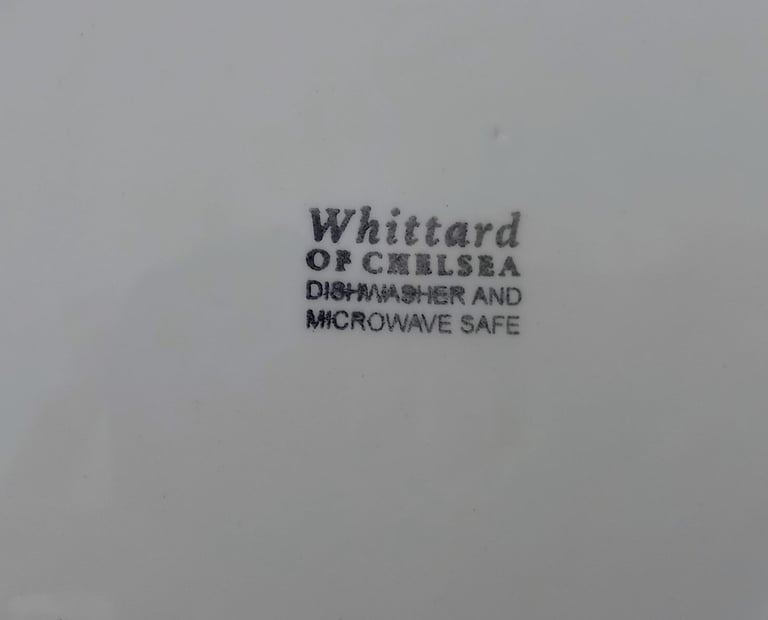 Whittard
OF CHELSEA
DISHWASHER AND
MICROWAVE SAFE